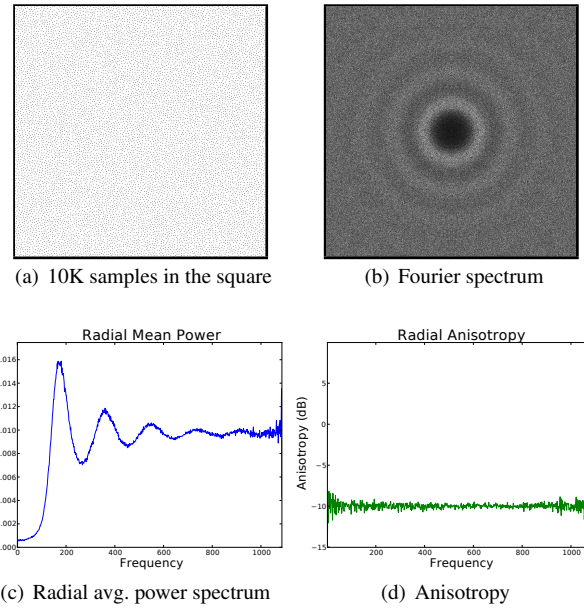 (a) 10K samples in the square
(b) Fourier spectrum
Radial Mean Power
.016
.014
.012
.010
.008
.006
.004
.002
.000
0 200 400 600 800 1000
Frequency
(c) Radial avg. power spectrum
Radial Anisotropy
Anisotropy (dB)
5
0
−5
−10
−15
200 400 600 800 1000
Frequency
(d) Anisotropy